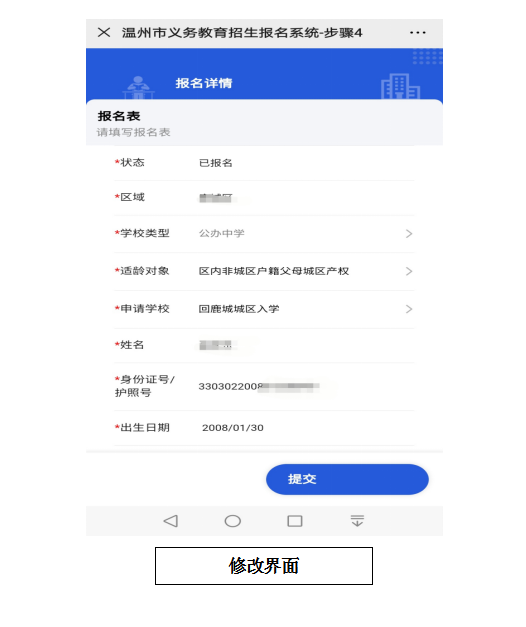 温州市义务教育招生报名系统-步骤4
报名详情
报名表
请填写报名表
*状态 已报名
*区域
*学校类型 公办中学
*适龄对象 区内非城区户籍父母城区产权
*申请学校 回鹿城城区入学
*姓名
*身份证号/
护照号 3303022008
*出生日期 2008/01/30
提交
修改界面